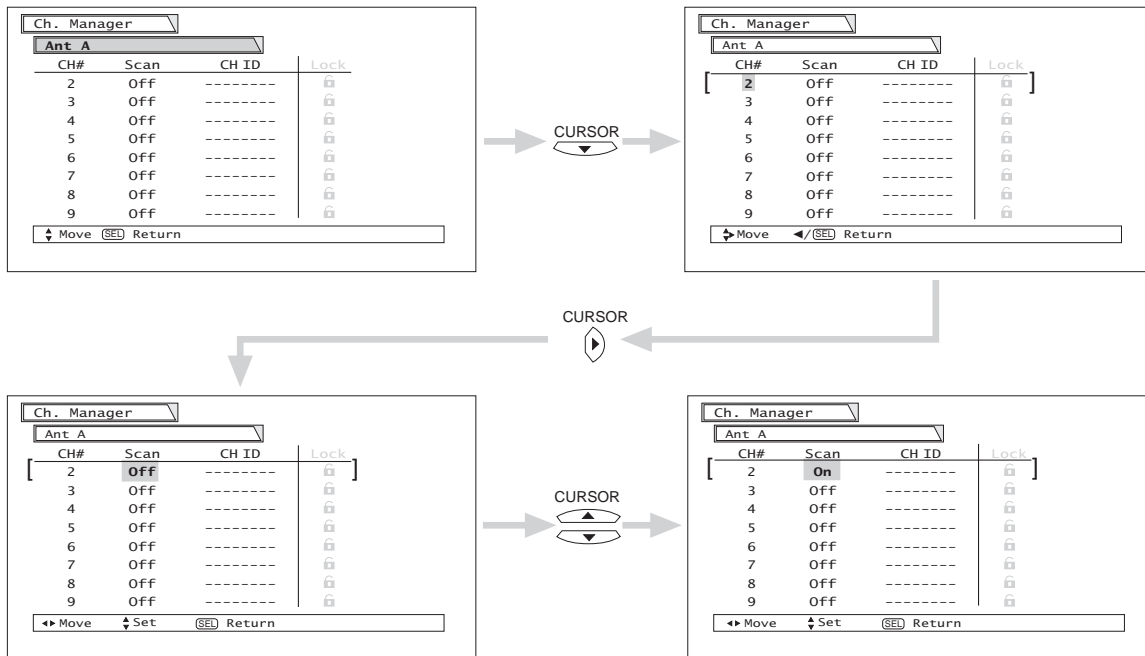 Ch. Manager
Ant A
CH# Scan CH ID Lock
2 Off --------
3 Off --------
4 Off --------
5 Off --------
6 Off --------
7 Off --------
8 Off --------
9 Off --------
Move SEL Return
CURSOR
Ch. Manager
Ant A
CH# Scan CH ID Lock
[ 2 Off -------- ]
3 Off --------
4 Off --------
5 Off --------
6 Off --------
7 Off --------
8 Off --------
9 Off --------
Move ◄/SEL Return
CURSOR
Ch. Manager
Ant A
CH# Scan CH ID Lock
[ 2 Off -------- ]
3 Off --------
4 Off --------
5 Off --------
6 Off --------
7 Off --------
8 Off --------
9 Off --------
Move Set SEL Return
CURSOR
Ch. Manager
Ant A
CH# Scan CH ID Lock
[ 2 On -------- ]
3 Off --------
4 Off --------
5 Off --------
6 Off --------
7 Off --------
8 Off --------
9 Off --------
Move Set SEL Return